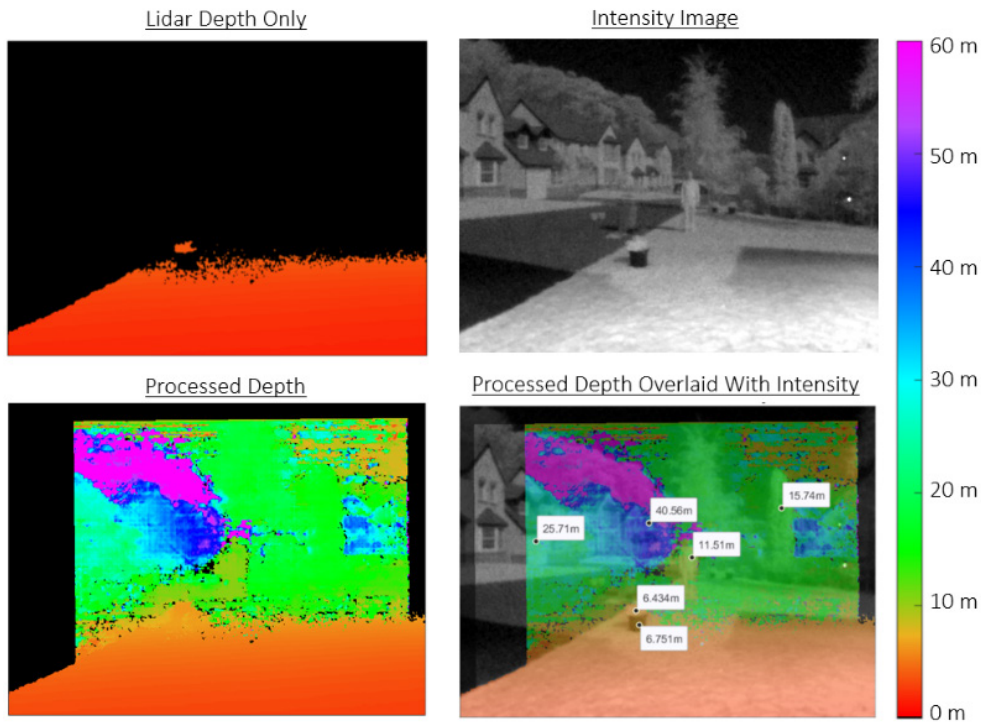 Lidar Depth Only
Intensity Image
60 m
50 m
40 m
30 m
20 m
10 m
0 m
Processed Depth
Processed Depth Overlaid With Intensity
15.74m
40.56m
25.71m
11.51m
6.434m
6.751m